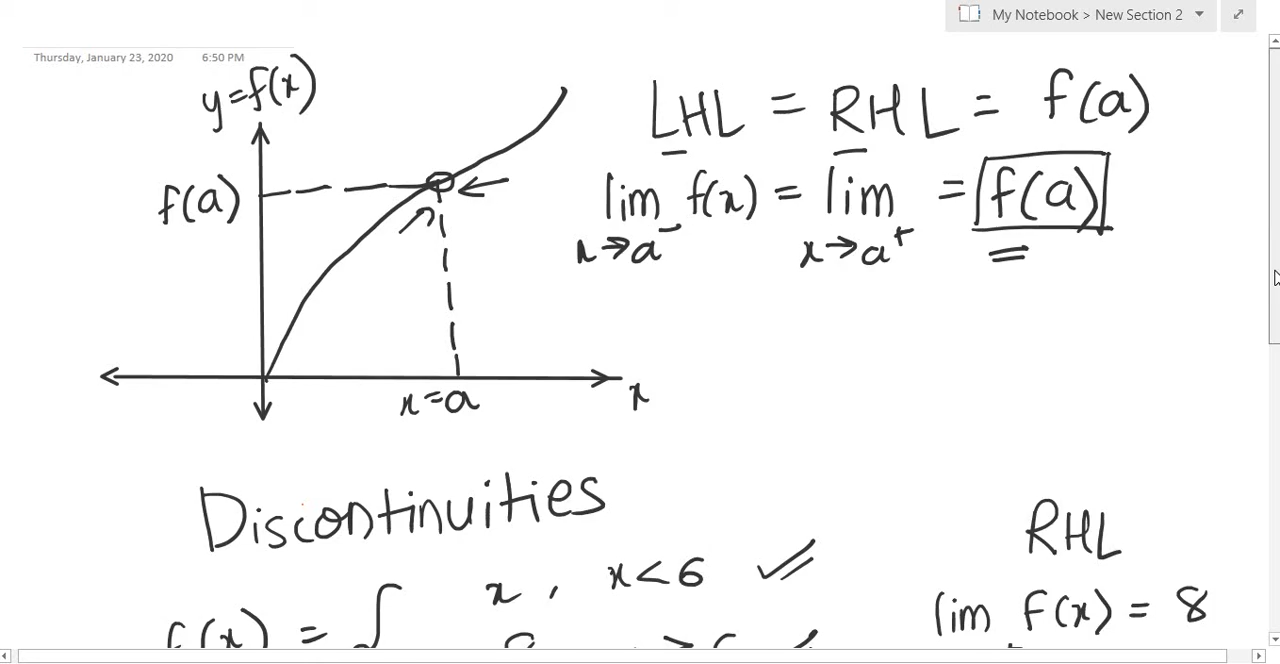 My Notebook > New Section 2
Thursday, January 23, 2020 6:50 PM
y=f(x)
LHL = RHL = f(a)
f(a)
lim f(x) = lim = f(a)
x→a⁻ x→a⁺
x=a
x
Discontinuities
RHL
x, x<6
lim f(x) = 8
f(x) =